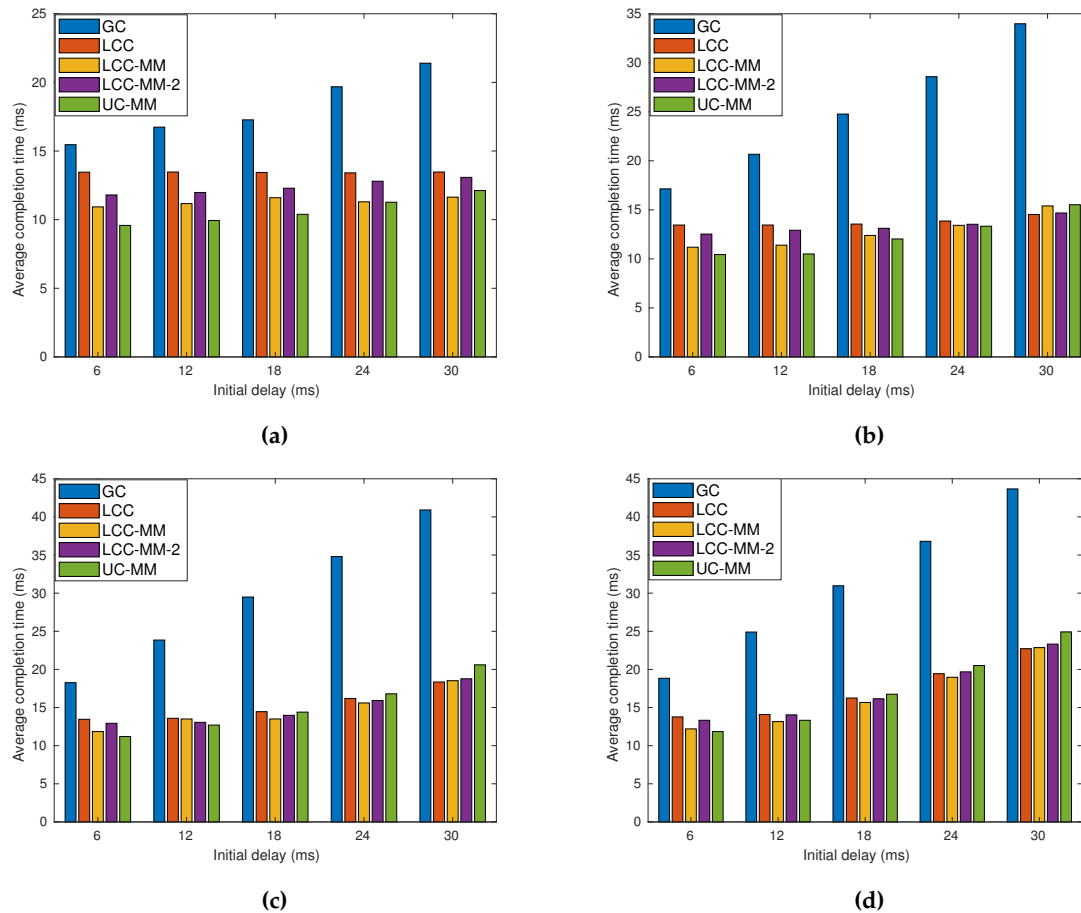 25
20
15
10
5
0
Average completion time (ms)
GC
LCC
LCC-MM
LCC-MM-2
UC-MM
6 12 18 24 30
Initial delay (ms)
(a)
35
30
25
20
15
10
5
0
Average completion time (ms)
GC
LCC
LCC-MM
LCC-MM-2
UC-MM
6 12 18 24 30
Initial delay (ms)
(b)
45
40
35
30
25
20
15
10
5
0
Average completion time (ms)
GC
LCC
LCC-MM
LCC-MM-2
UC-MM
6 12 18 24 30
Initial delay (ms)
(c)
45
40
35
30
25
20
15
10
5
0
Average completion time (ms)
GC
LCC
LCC-MM
LCC-MM-2
UC-MM
6 12 18 24 30
Initial delay (ms)
(d)